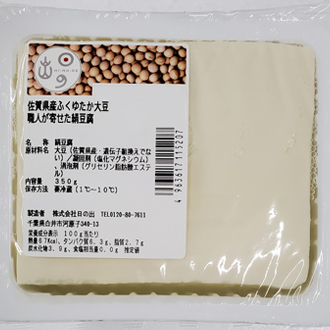 日の出
HINODE
佐賀県産ふくゆたか大豆
職人が寄せた絹豆腐
名　称　絹豆腐
原材料名　大豆（佐賀県産・遺伝子組換えでな
い）／凝固剤（塩化マグネシウム）
、消泡剤（グリセリン脂肪酸エステ
ル）
内容量　350g
保存方法　要冷蔵（1℃～10℃）
製造者　株式会社日の出　TEL0120-80-7613
千葉県白井市河原子340-13
栄養成分表示　100g当たり
熱量67Kcal、タンパク質6.3g、脂質2.7g
炭水化物3.9g、食塩相当量0.0g　推定値
4963617115207